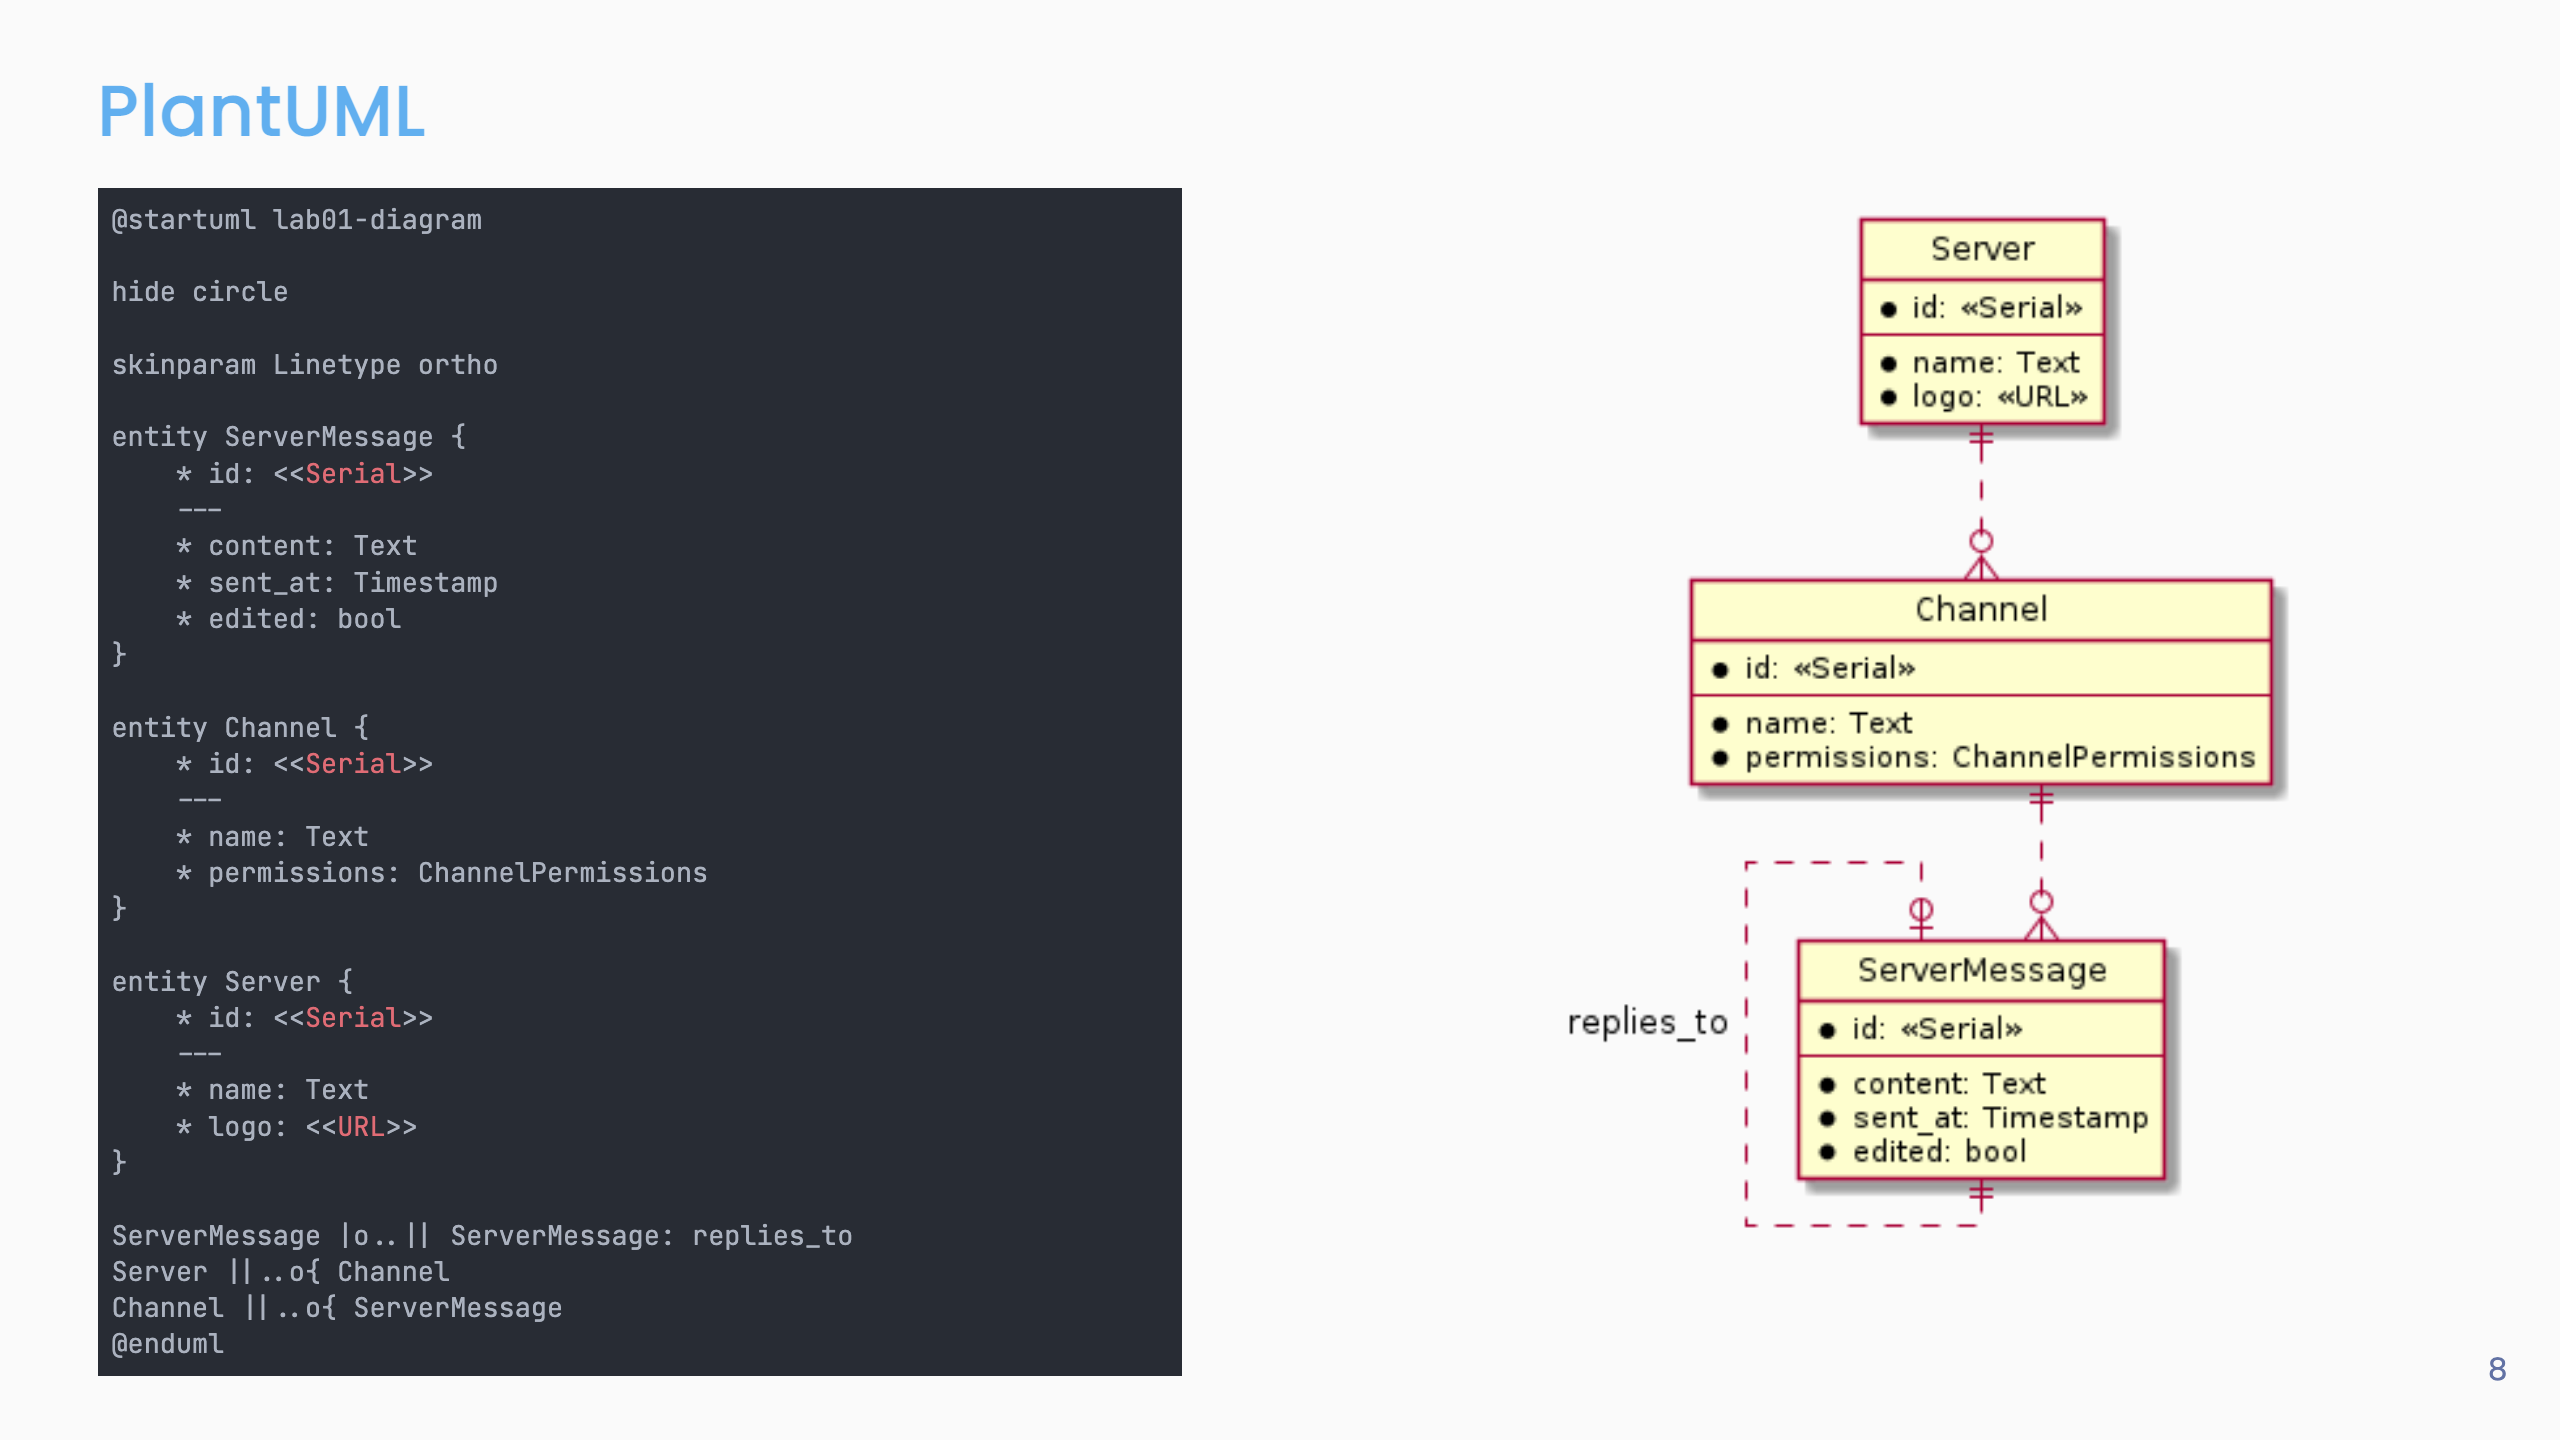 PlantUML
@startuml lab01-diagram
hide circle
skinparam Linetype ortho
entity ServerMessage {
    * id: <<Serial>>
    ---
    * content: Text
    * sent_at: Timestamp
    * edited: bool
}
entity Channel {
    * id: <<Serial>>
    ---
    * name: Text
    * permissions: ChannelPermissions
}
entity Server {
    * id: <<Serial>>
    ---
    * name: Text
    * logo: <<URL>>
}
ServerMessage |o..|| ServerMessage: replies_to
Server ||..o{ Channel
Channel ||..o{ ServerMessage
@enduml
Server
● id: «Serial»
● name: Text
● logo: «URL»
Channel
● id: «Serial»
● name: Text
● permissions: ChannelPermissions
replies_to
ServerMessage
● id: «Serial»
● content: Text
● sent_at: Timestamp
● edited: bool
8